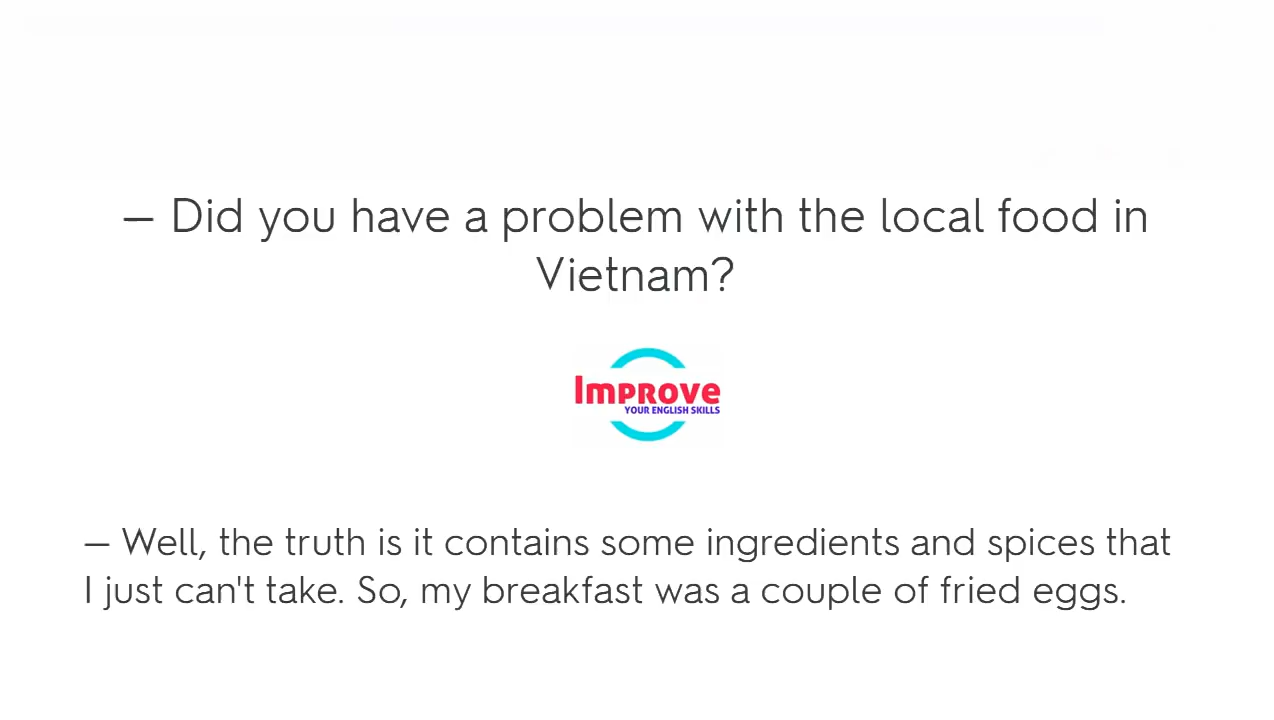 — Did you have a problem with the local food in
Vietnam?
Improve
YOUR ENGLISH SKILLS
— Well, the truth is it contains some ingredients and spices that
I just can't take. So, my breakfast was a couple of fried eggs.